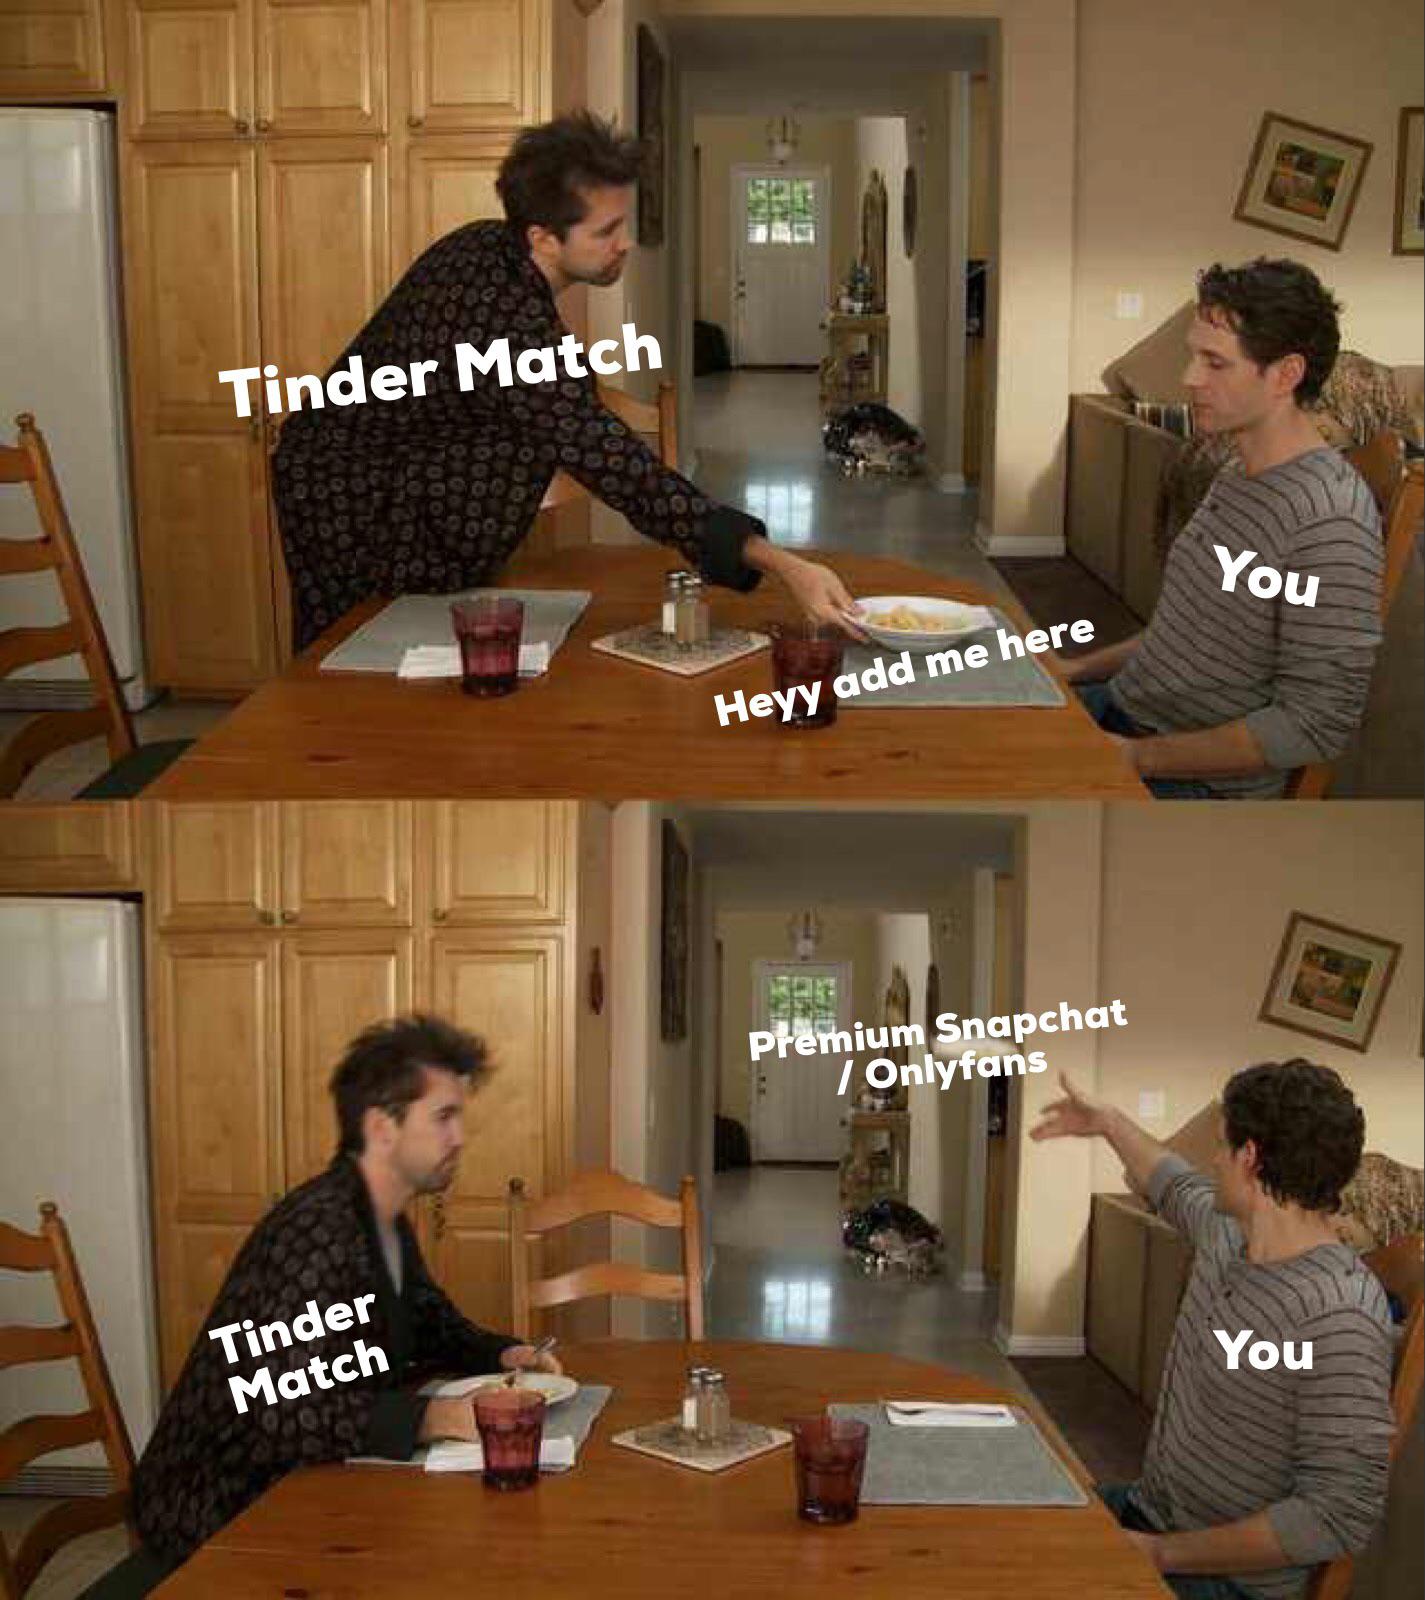 Tinder Match
You
Heyy add me here
Premium Snapchat
/ Onlyfans
Tinder
Match
You